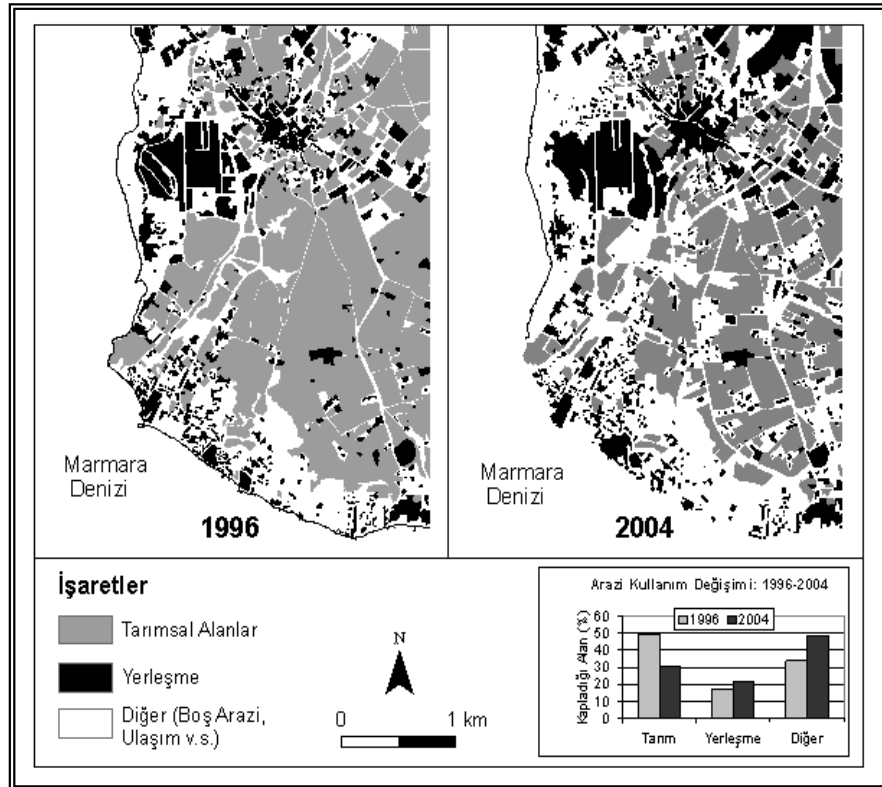 Marmara
Denizi
1996
Marmara
Denizi
2004
İşaretler
Tarımsal Alanlar
Yerleşme
Diğer (Boş Arazi,
Ulaşım v.s.)
N
0 1 km
Arazi Kullanım Değişimi: 1996-2004
Kapladığı Alan (%)
60
50
40
30
20
10
0
1996 2004
Tarım Yerleşme Diğer